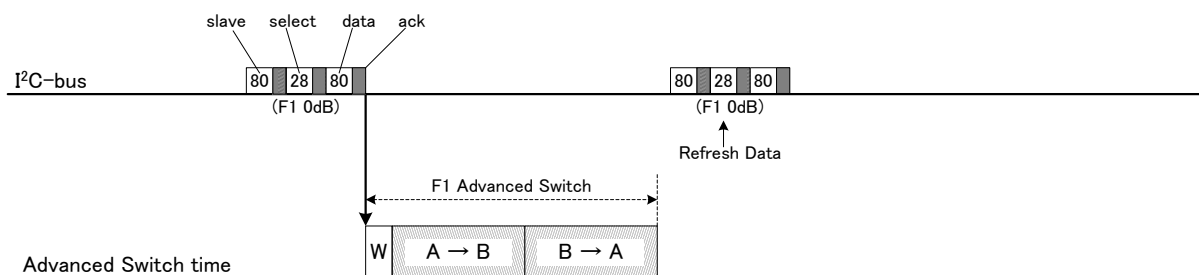 slave select data ack
I²C-bus
80 28 80
80 28 80
(F1 0dB)
(F1 0dB)
Refresh Data
F1 Advanced Switch
W A → B B → A
Advanced Switch time